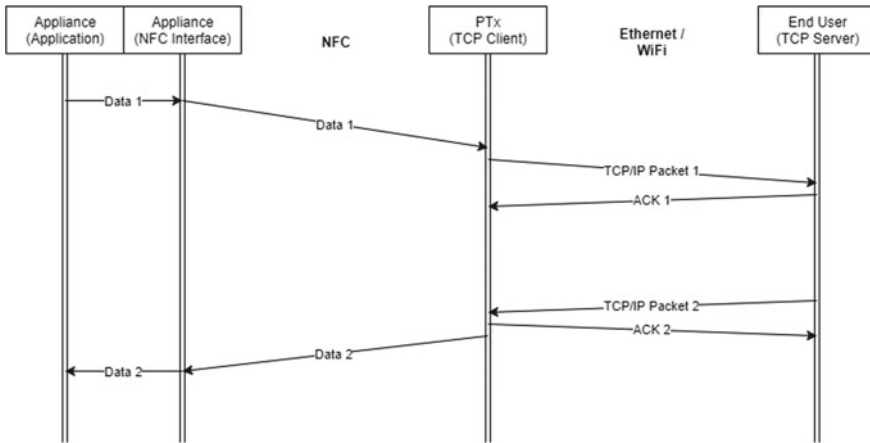 Appliance
(Application)
Appliance
(NFC Interface)
NFC
PTx
(TCP Client)
Ethernet /
WiFi
End User
(TCP Server)
Data 1
Data 1
TCP/IP Packet 1
ACK 1
TCP/IP Packet 2
ACK 2
Data 2
Data 2